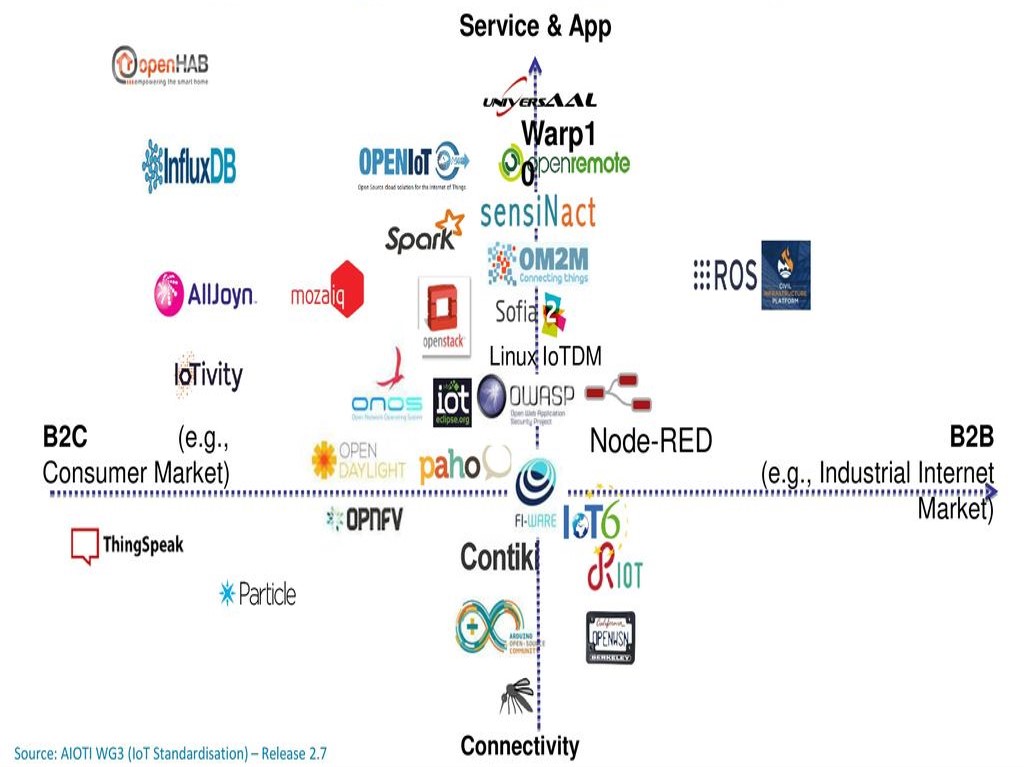 Service & App
openHAB
empowering the smart home
UNIVERSAAL
Warp1
0
InfluxDB
OPENIoT
Open Source cloud solution for the Internet of Things
openremote
sensiNact
Spark
OM2M
Connecting things
ROS
CIVIL
INFRASTRUCTURE
PLATFORM
AllJoyn
mozaiq
openstack
Sofia 2
Linux IoTDM
IoTivity
onos
Open Network Operating System
iot
eclipse.org
OWASP
Open Web Application
Security Project
B2C (e.g.,
Consumer Market)
OPEN
DAYLIGHT
paho
Node-RED
B2B
(e.g., Industrial Internet
Market)
FI-WARE
OPNFV
IoT6
ThingSpeak
Contiki
RIOT
Particle
ARDUINO
OPEN-SOURCE
COMMUNITY
California
OPENWSN
BERKELEY
Connectivity
Source: AIOTI WG3 (IoT Standardisation) – Release 2.7